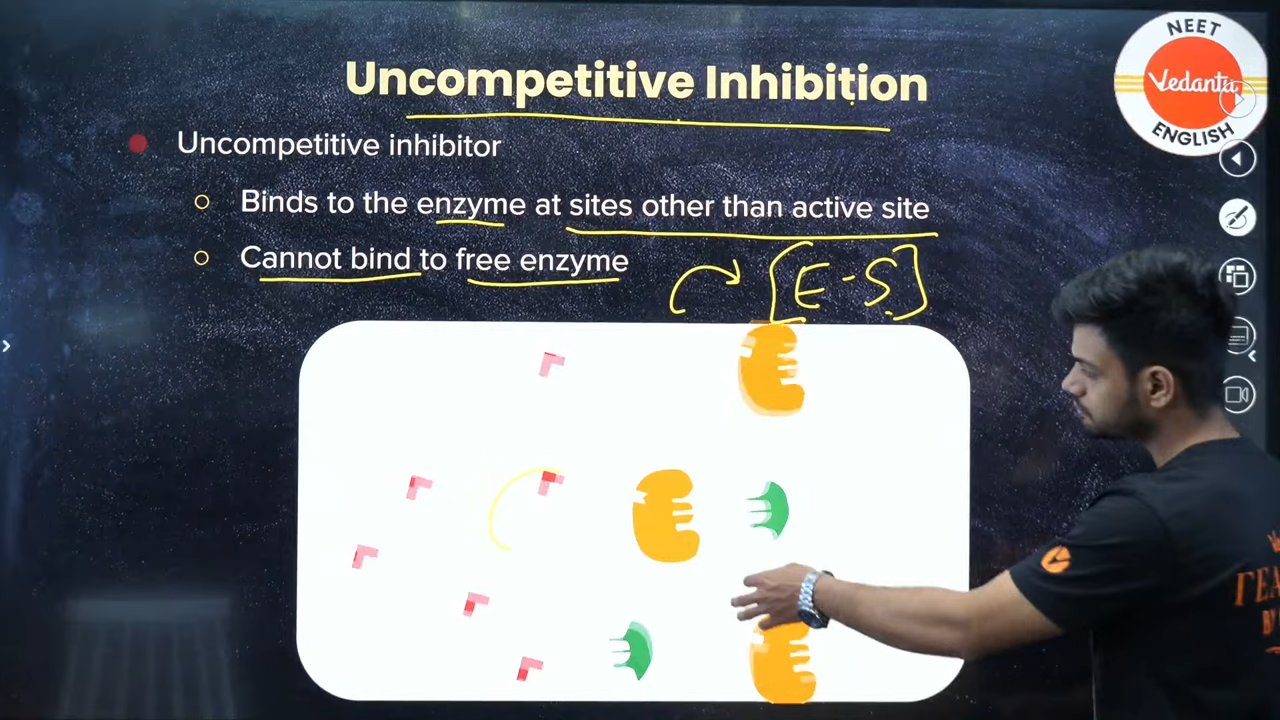 Uncompetitive Inhibition
NEET
Vedantu
ENGLISH
Uncompetitive inhibitor
Binds to the enzyme at sites other than active site
Cannot bind to free enzyme
[E-S]